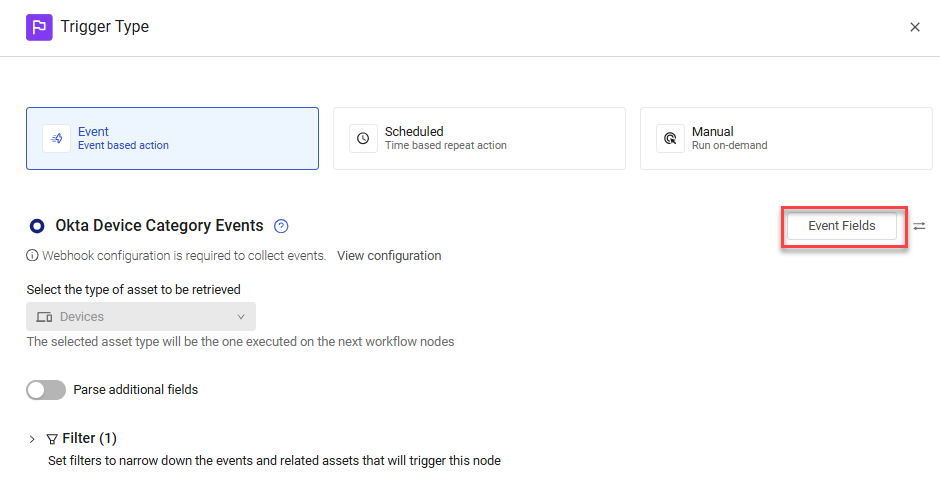 Trigger Type
Event
Event based action
Scheduled
Time based repeat action
Manual
Run on-demand
Okta Device Category Events
Event Fields
Webhook configuration is required to collect events. View configuration
Select the type of asset to be retrieved
Devices
The selected asset type will be the one executed on the next workflow nodes
Parse additional fields
Filter (1)
Set filters to narrow down the events and related assets that will trigger this node